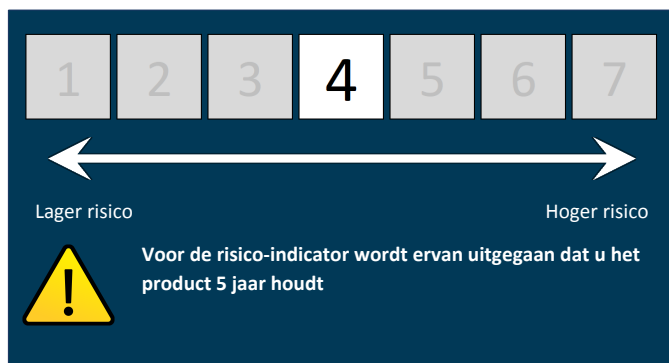 1 2 3 4 5 6 7
Lager risico Hoger risico
Voor de risico-indicator wordt ervan uitgegaan dat u het
product 5 jaar houdt